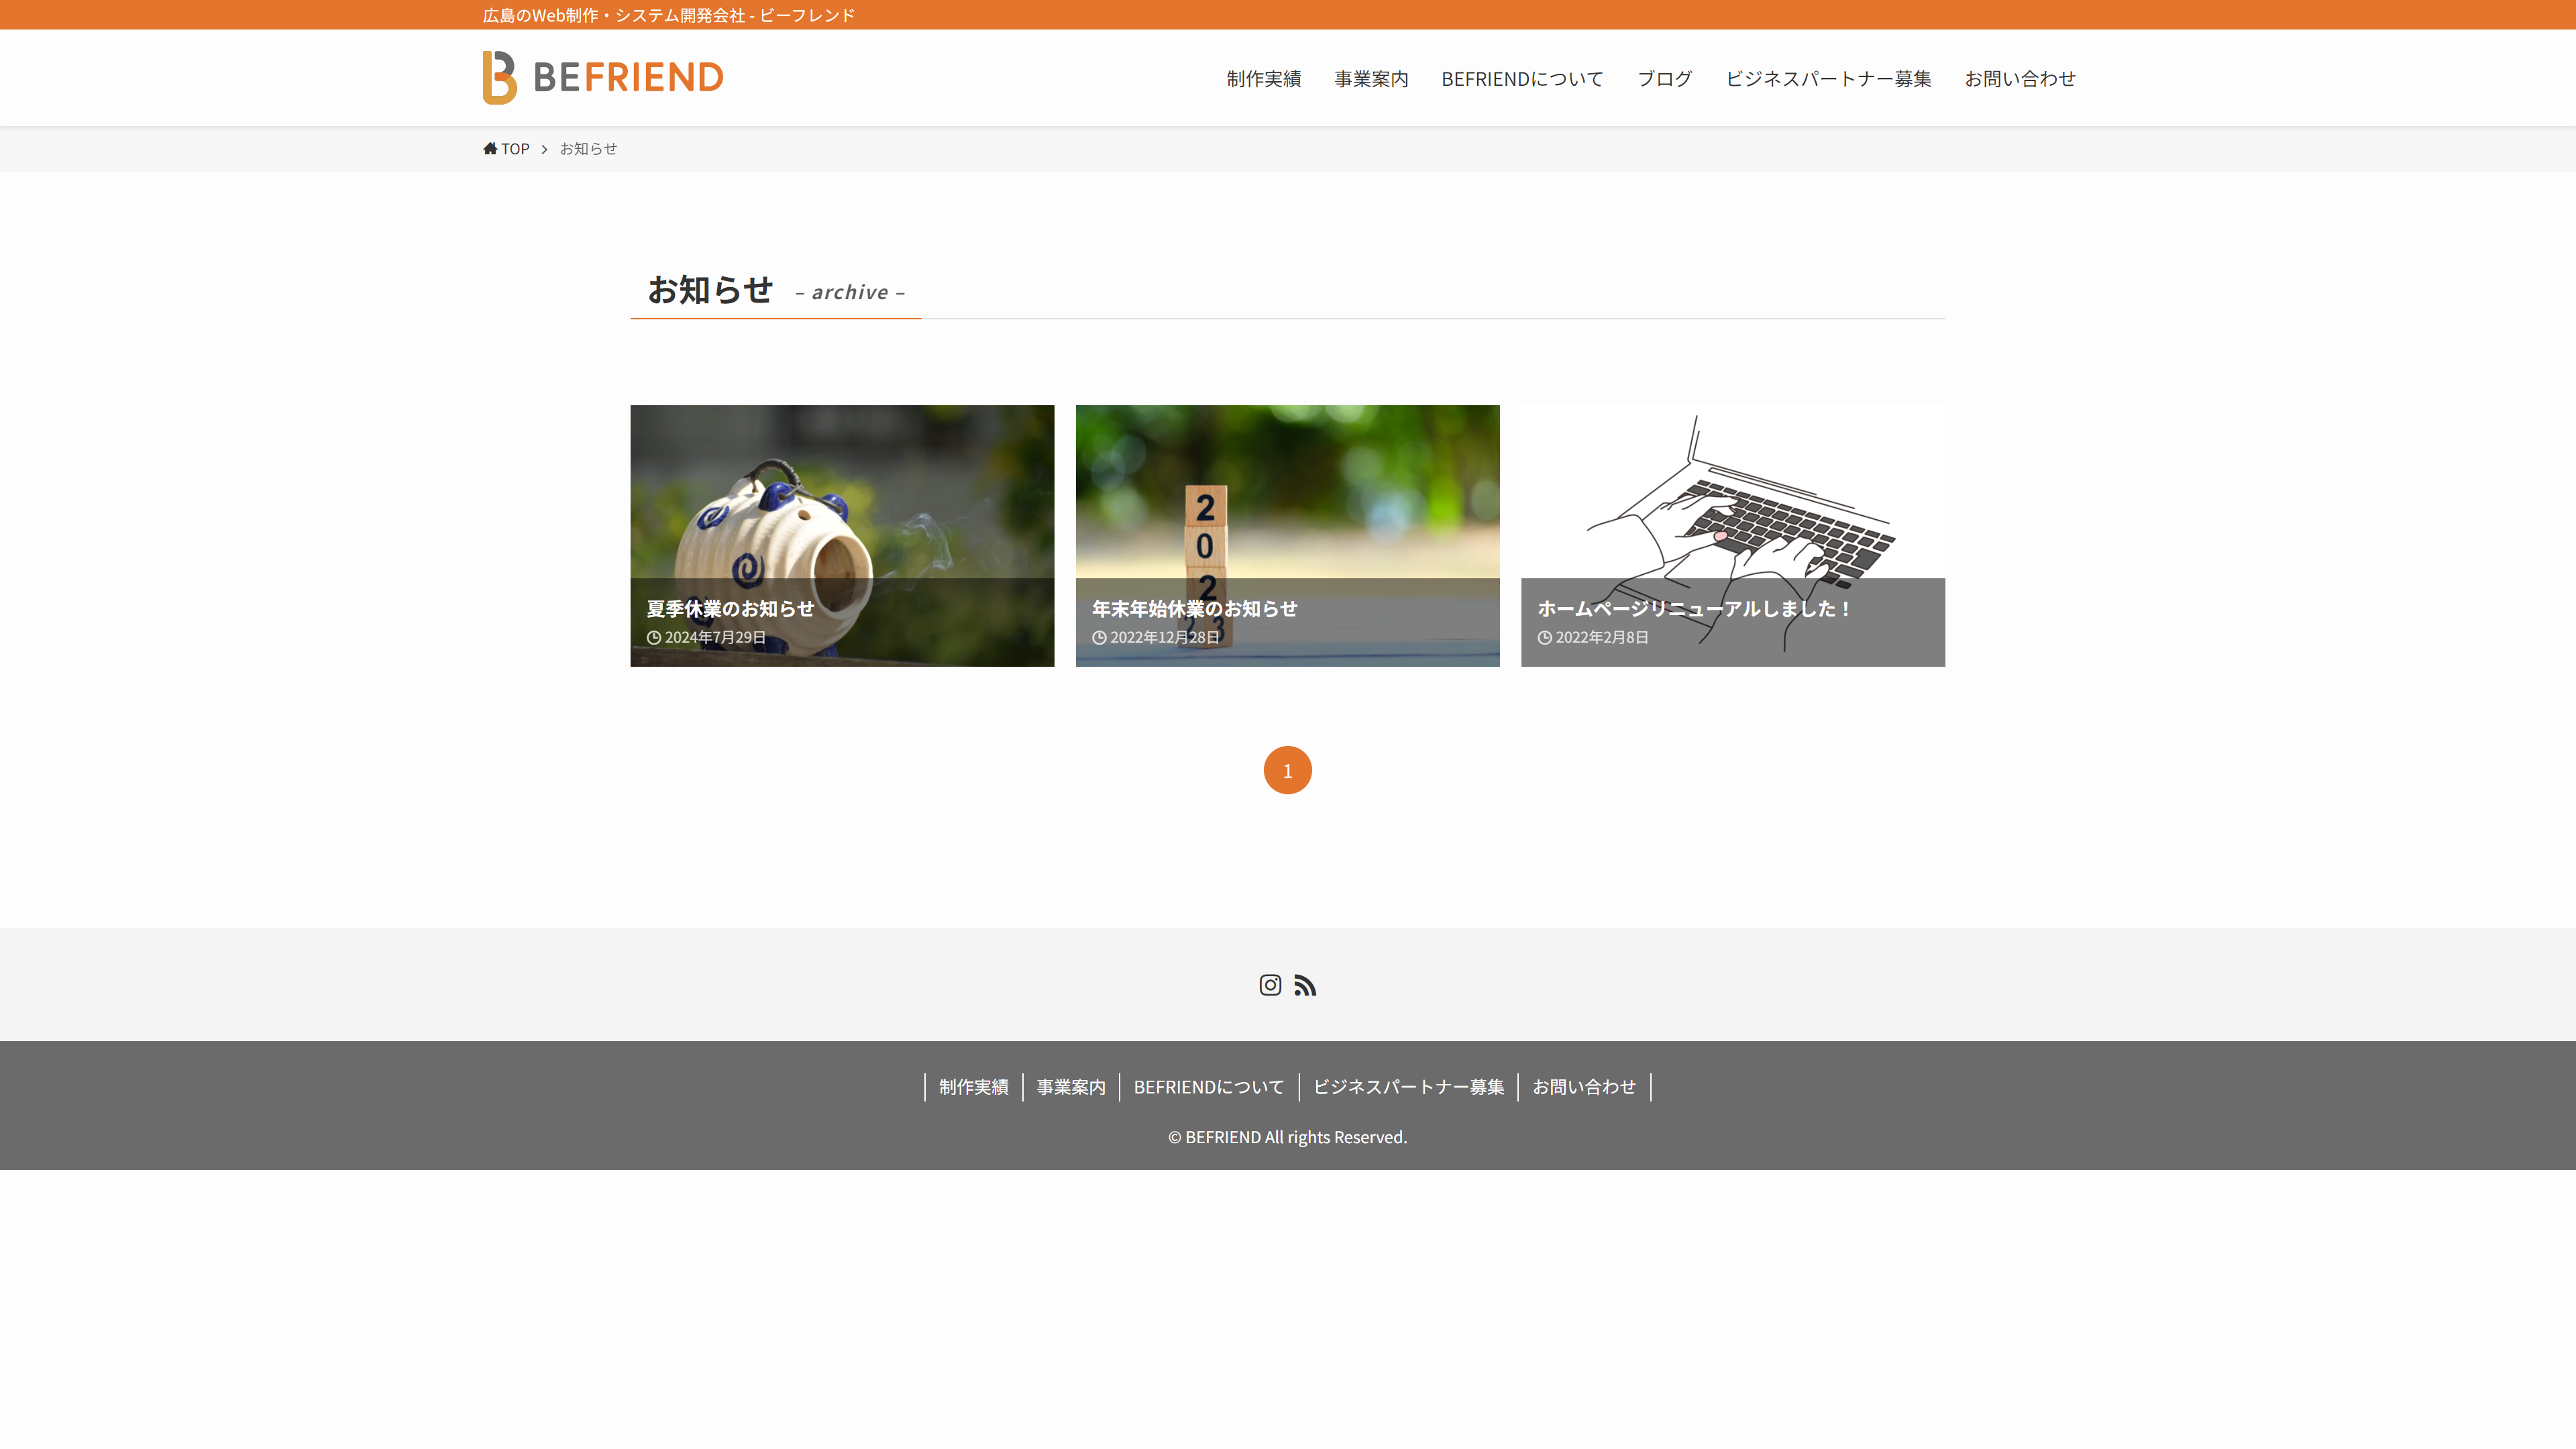 広島のWeb制作・システム開発会社 - ビーフレンド
BEFRIEND
制作実績 事業案内 BEFRIENDについて ブログ ビジネスパートナー募集 お問い合わせ
TOP お知らせ
お知らせ – archive –
2
0
2
2 3
夏季休業のお知らせ
2024年7月29日
年末年始休業のお知らせ
2022年12月28日
ホームページリニューアルしました！
2022年2月8日
1
制作実績 事業案内 BEFRIENDについて ビジネスパートナー募集 お問い合わせ
© BEFRIEND All rights Reserved.